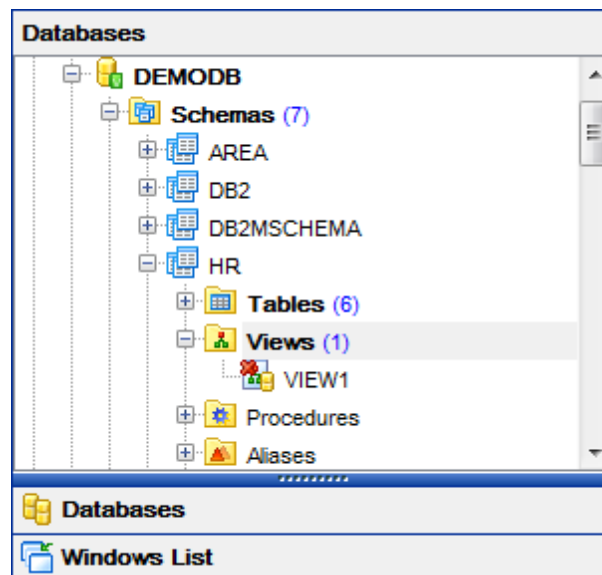 Databases
DEMODB
Schemas (7)
AREA
DB2
DB2MSCHEMA
HR
Tables (6)
Views (1)
VIEW1
Procedures
Aliases
Databases
Windows List